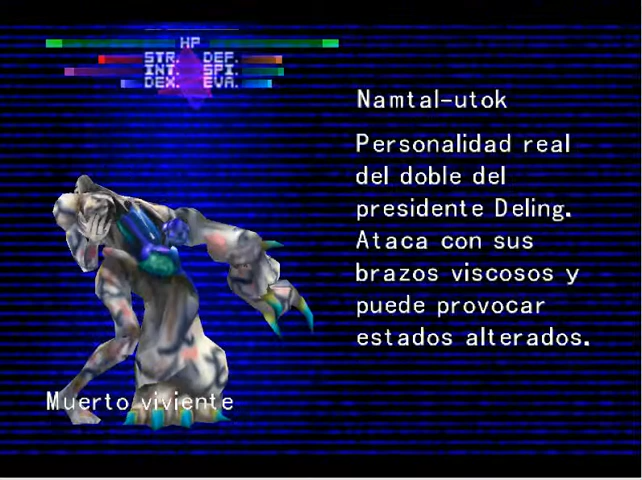 HP
STR. DEF.
INT. SPI.
DEX. EVA.
Namtal-utok
Personalidad real
del doble del
presidente Deling.
Ataca con sus
brazos viscosos y
puede provocar
estados alterados.
Muerto viviente